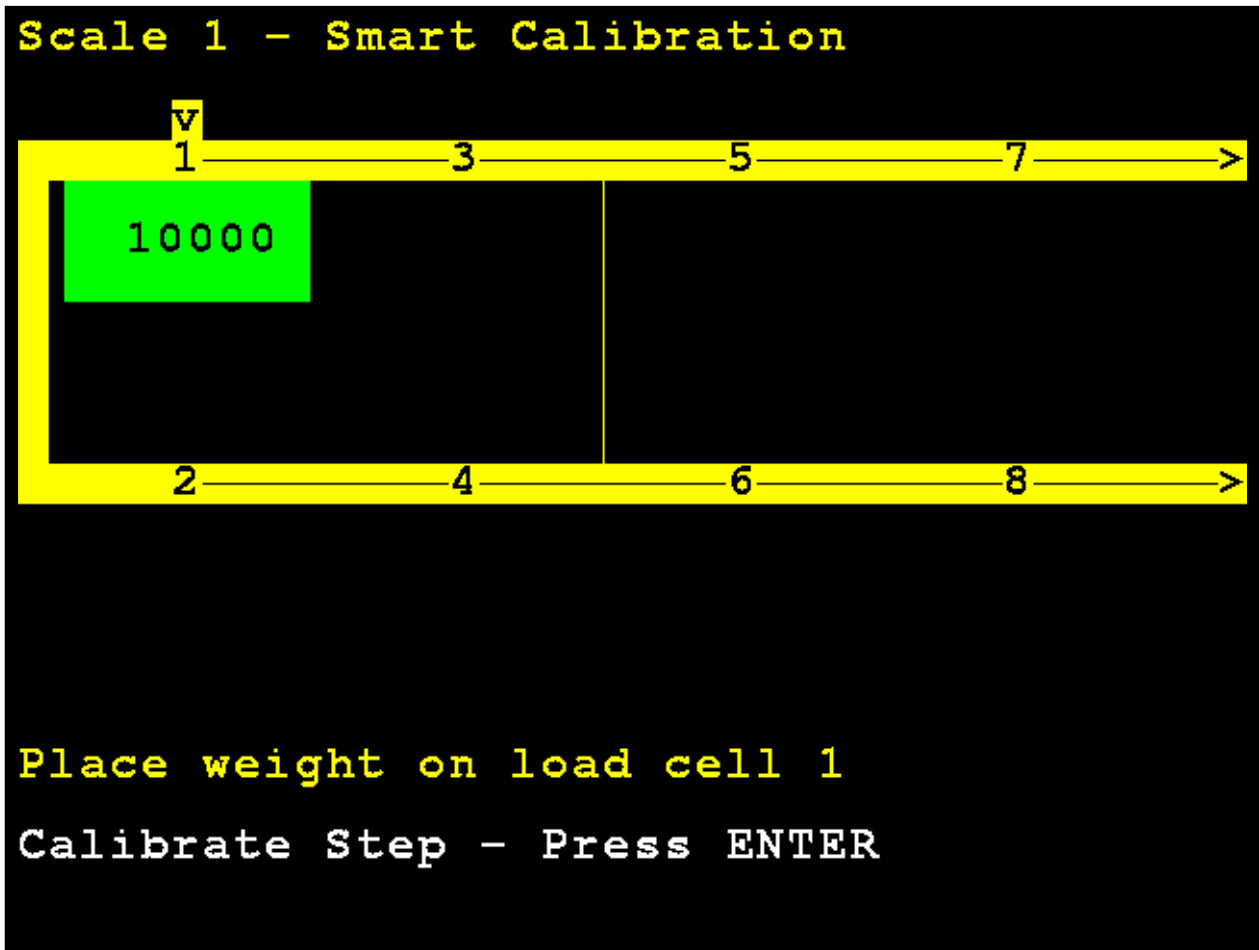 Scale 1 - Smart Calibration
v
1 3 5 7 >
10000
2 4 6 8 >
Place weight on load cell 1
Calibrate Step - Press ENTER